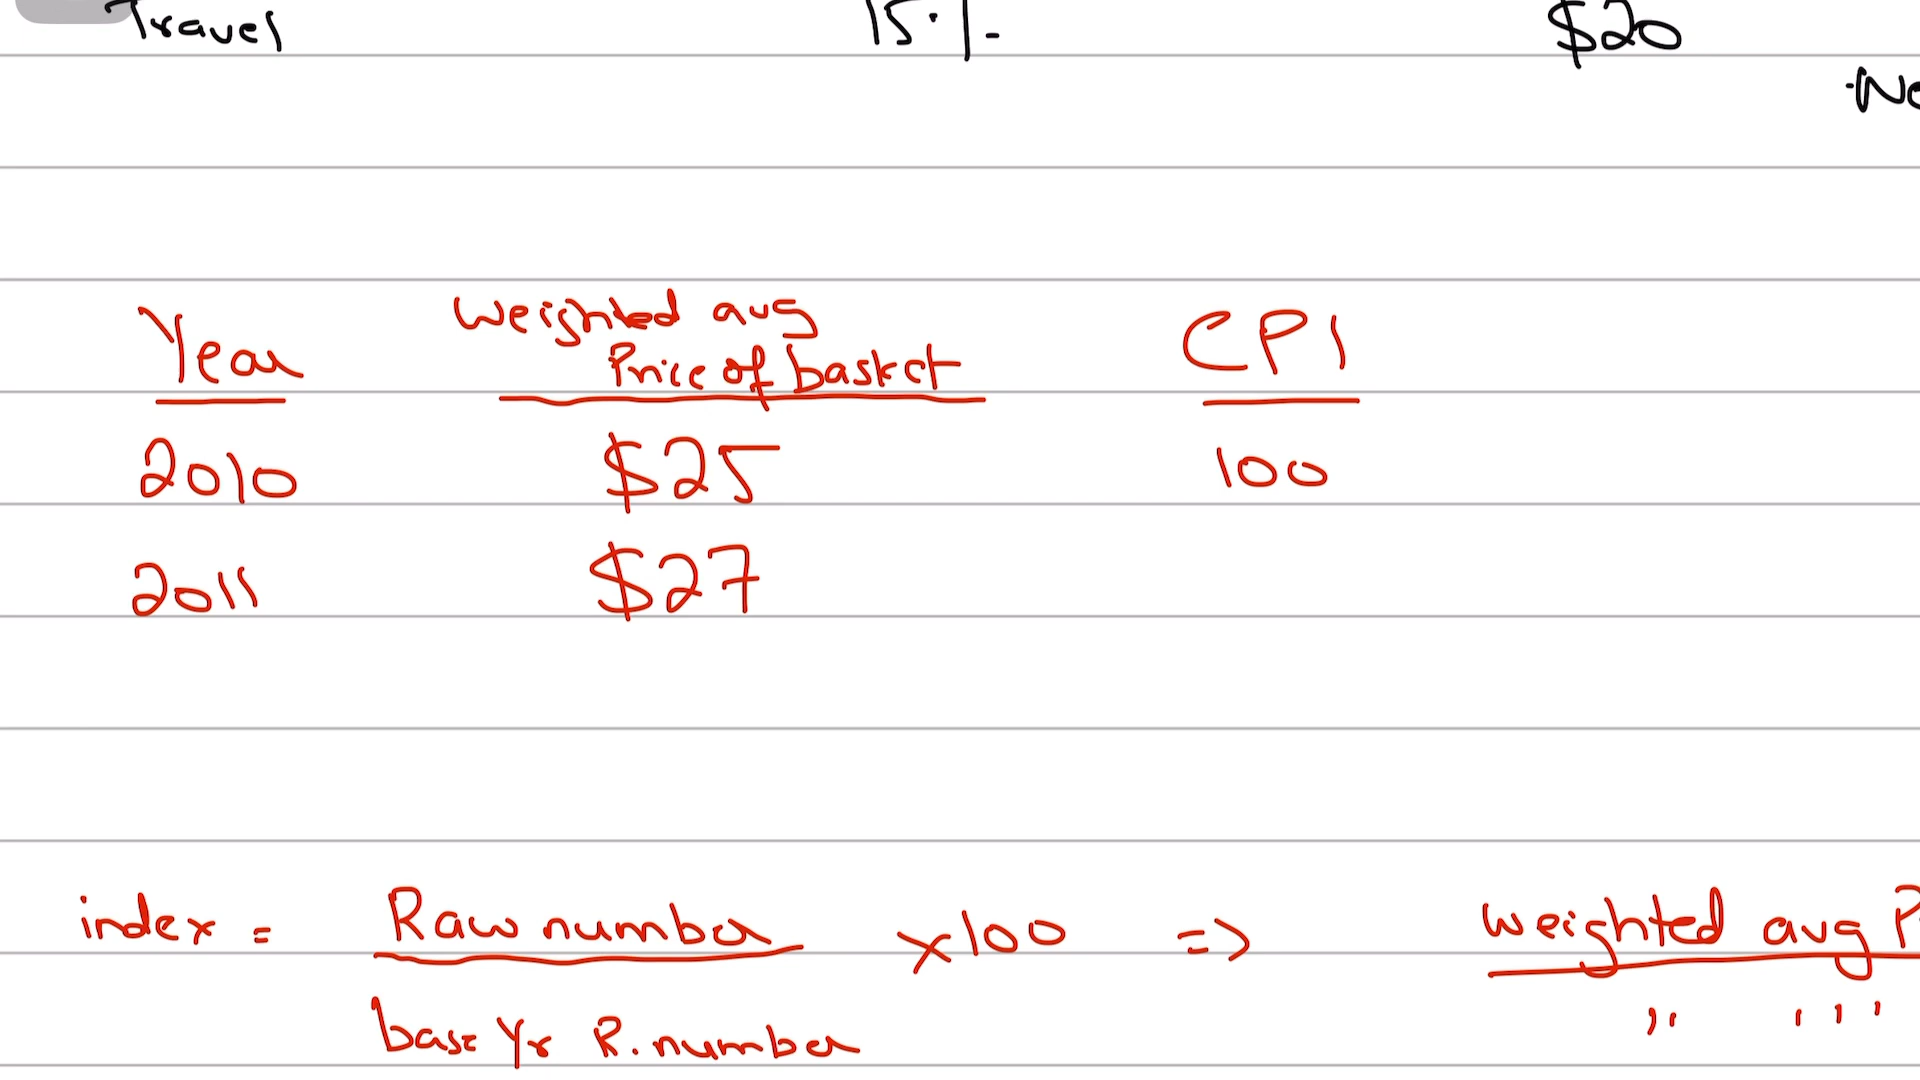 Travel 15·/- $20
Year Weighted avg Price of basket CPI
2010 $25 100
2011 $27
index = Raw number ×100 => weighted avg P
base Yr R. number ,, , , ,